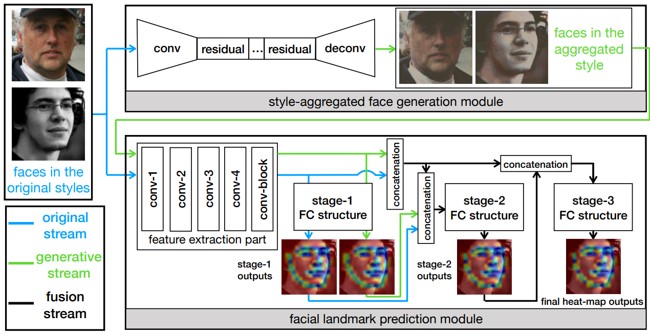 conv
residual
...
residual
deconv
faces in the
aggregated
style
style-aggregated face generation module
faces in the
original styles
original
stream
generative
stream
fusion
stream
conv-1
conv-2
conv-3
conv-4
conv-block
feature extraction part
stage-1
FC structure
concatenation
concatenation
stage-2
FC structure
concatenation
stage-3
FC structure
stage-1
outputs
stage-2
outputs
final heat-map outputs
facial landmark prediction module